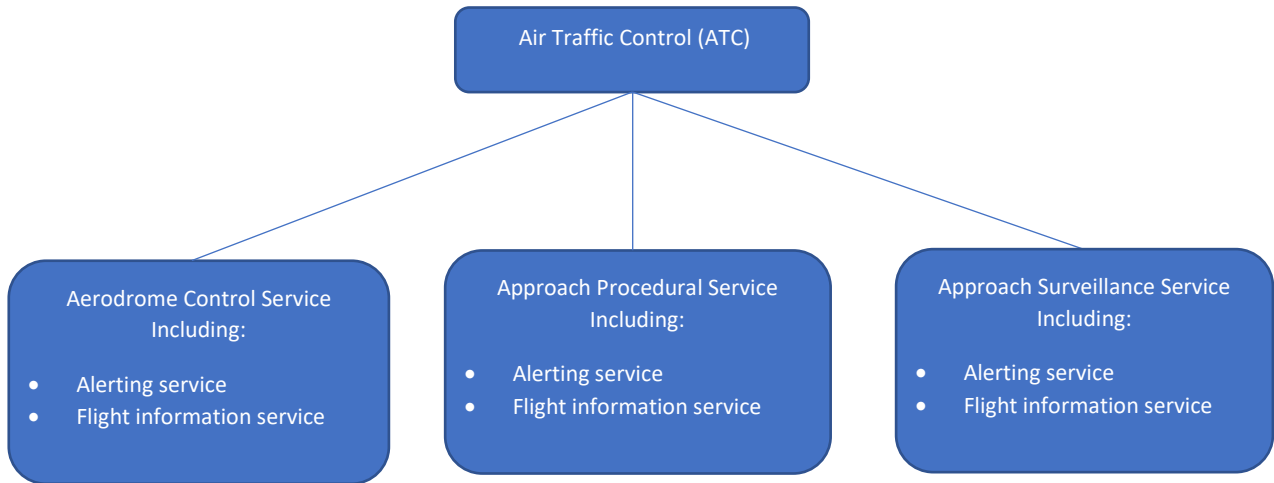 Air Traffic Control (ATC)
Aerodrome Control Service
Including:
• Alerting service
• Flight information service
Approach Procedural Service
Including:
• Alerting service
• Flight information service
Approach Surveillance Service
Including:
• Alerting service
• Flight information service